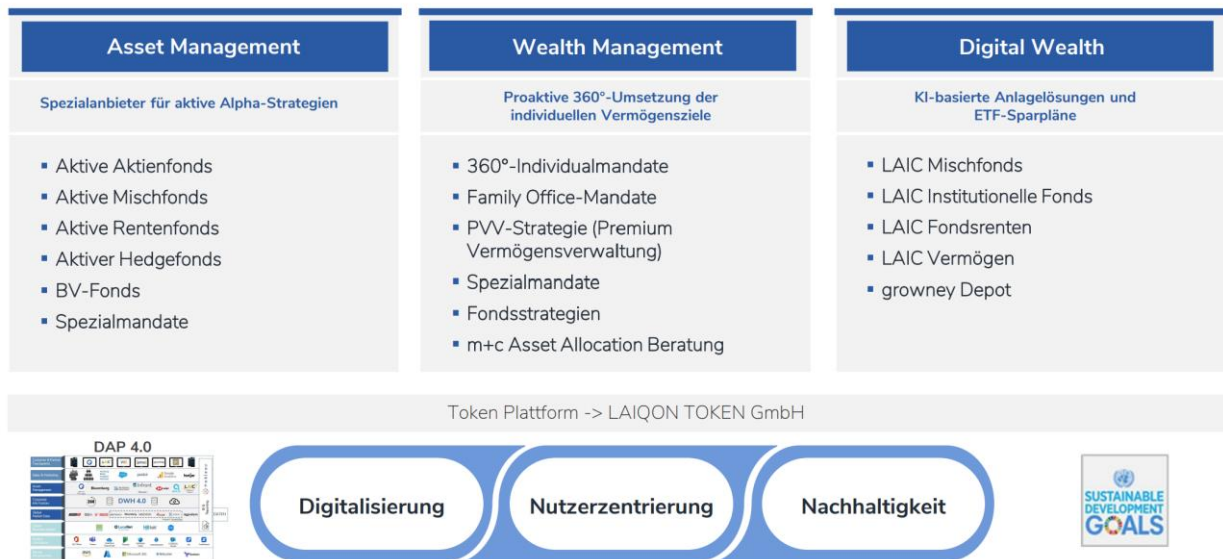 Asset Management
Spezialanbieter für aktive Alpha-Strategien
▪ Aktive Aktienfonds
▪ Aktive Mischfonds
▪ Aktive Rentenfonds
▪ Aktiver Hedgefonds
▪ BV-Fonds
▪ Spezialmandate
Wealth Management
Proaktive 360°-Umsetzung der
individuellen Vermögensziele
▪ 360°-Individualmandate
▪ Family Office-Mandate
▪ PVV-Strategie (Premium
Vermögensverwaltung)
▪ Spezialmandate
▪ Fondsstrategien
▪ m+c Asset Allocation Beratung
Digital Wealth
KI-basierte Anlagelösungen und
ETF-Sparpläne
▪ LAIC Mischfonds
▪ LAIC Institutionelle Fonds
▪ LAIC Fondsrenten
▪ LAIC Vermögen
▪ growney Depot
Token Plattform -> LAIQON TOKEN GmbH
DAP 4.0
DWH 4.0
Digitalisierung
Nutzerzentrierung
Nachhaltigkeit
SUSTAINABLE
DEVELOPMENT
GOALS